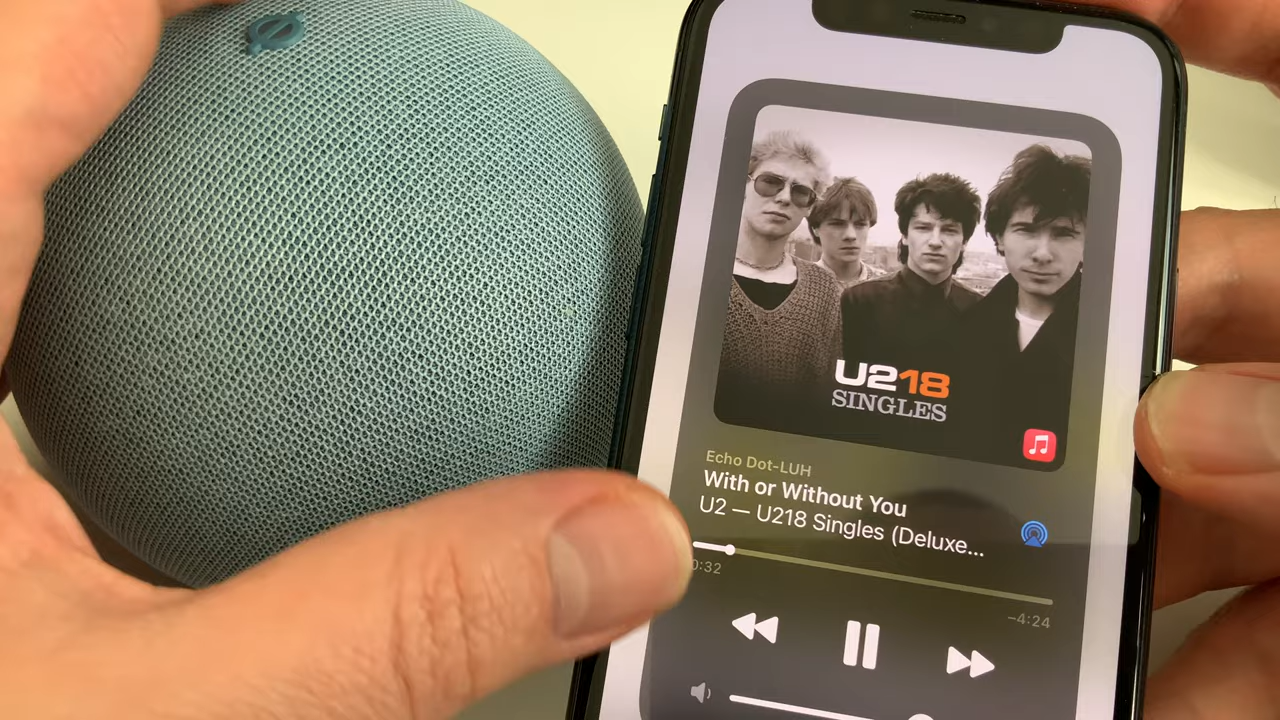 U218
SINGLES
Echo Dot-LUH
With or Without You
U2 — U218 Singles (Deluxe...
0:32
−4:24